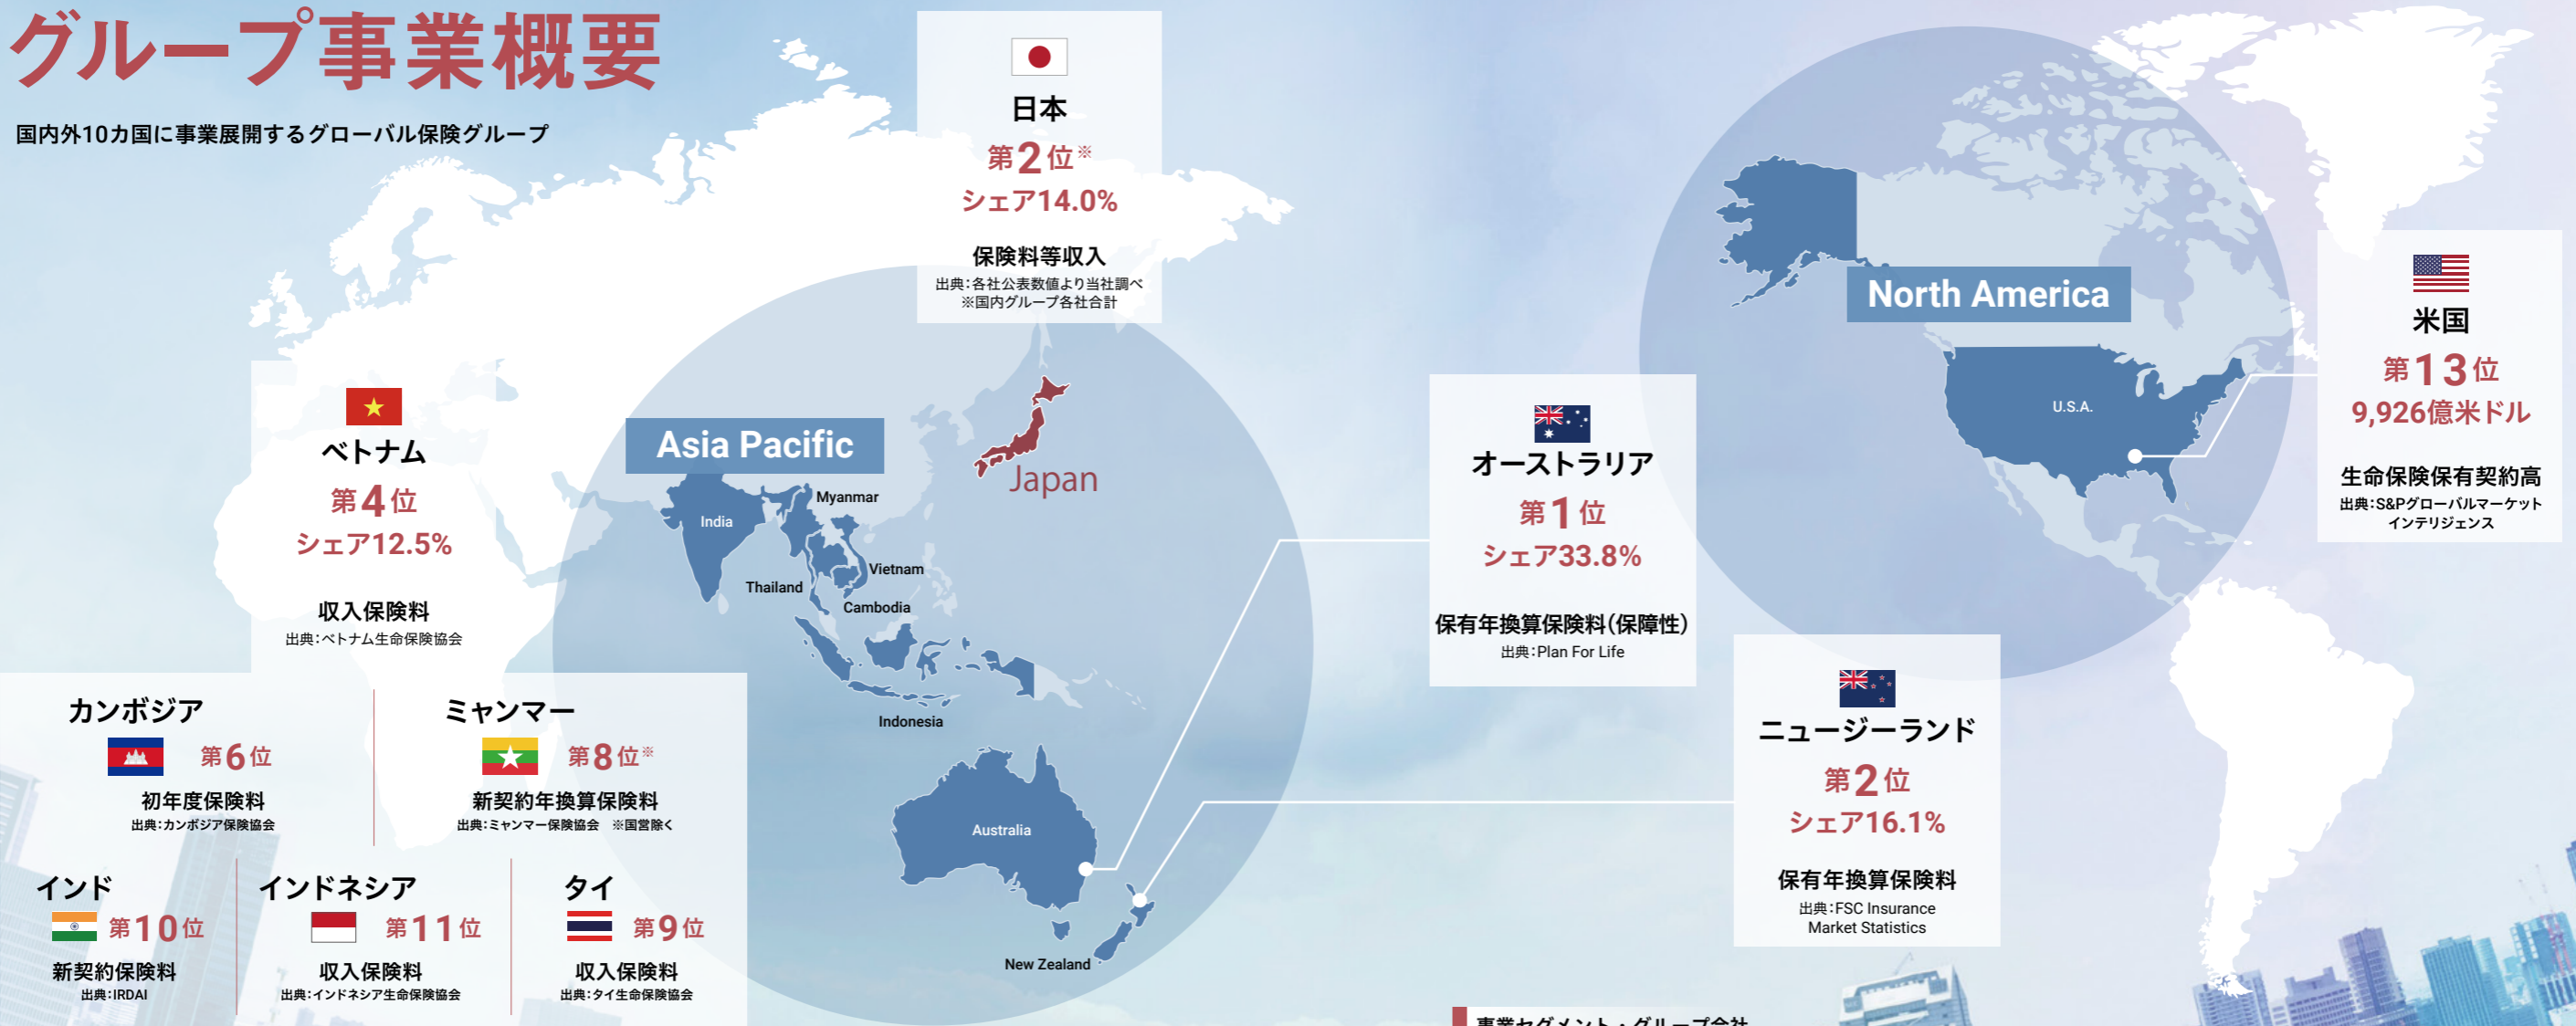 グループ事業概要
国内外10カ国に事業展開するグローバル保険グループ
日本
第2位※
シェア14.0%
保険料等収入
出典：各社公表数値より当社調べ
※国内グループ各社合計
North America
米国
第13位
9,926億米ドル
生命保険保有契約高
出典：S&Pグローバルマーケット
インテリジェンス
U.S.A.
ベトナム
第4位
シェア12.5%
収入保険料
出典：ベトナム生命保険協会
Asia Pacific
Japan
India
Myanmar
Vietnam
Thailand
Cambodia
Indonesia
Australia
New Zealand
オーストラリア
第1位
シェア33.8%
保有年換算保険料（保障性）
出典：Plan For Life
ニュージーランド
第2位
シェア16.1%
保有年換算保険料
出典：FSC Insurance
Market Statistics
カンボジア
第6位
初年度保険料
出典：カンボジア保険協会
ミャンマー
第8位※
新契約年換算保険料
出典：ミャンマー保険協会　※国営除く
インド
第10位
新契約保険料
出典：IRDAI
インドネシア
第11位
収入保険料
出典：インドネシア生命保険協会
タイ
第9位
収入保険料
出典：タイ生命保険協会
事業セグメント・グループ会社